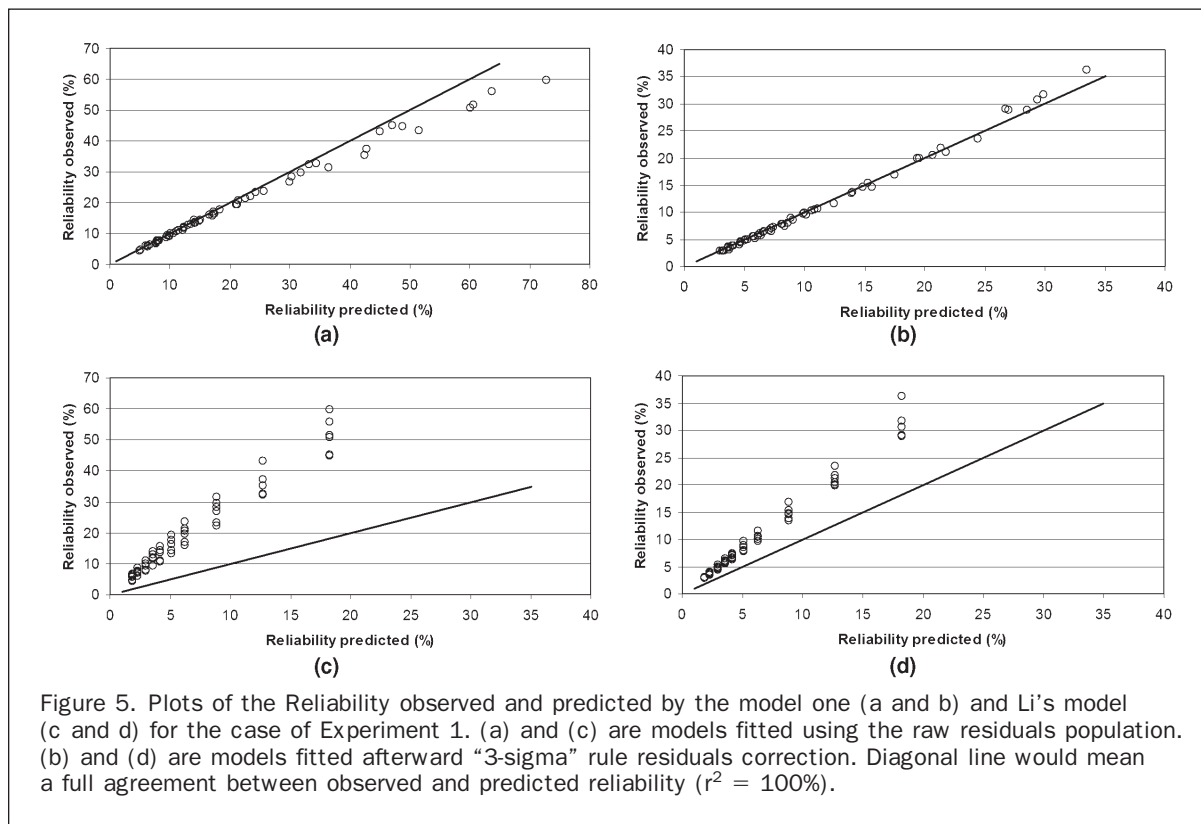 70
60
50
40
30
20
10
0
Reliability observed (%)
0 10 20 30 40 50 60 70 80
Reliability predicted (%)
(a)
40
35
30
25
20
15
10
5
0
Reliability observed (%)
0 5 10 15 20 25 30 35 40
Reliability predicted (%)
(b)
70
60
50
40
30
20
10
0
Reliability observed (%)
0 5 10 15 20 25 30 35 40
Reliability predicted (%)
(c)
40
35
30
25
20
15
10
5
0
Reliability observed (%)
0 5 10 15 20 25 30 35 40
Reliability predicted (%)
(d)
Figure 5. Plots of the Reliability observed and predicted by the model one (a and b) and Li's model
(c and d) for the case of Experiment 1. (a) and (c) are models fitted using the raw residuals population.
(b) and (d) are models fitted afterward “3-sigma” rule residuals correction. Diagonal line would mean
a full agreement between observed and predicted reliability (r² = 100%).